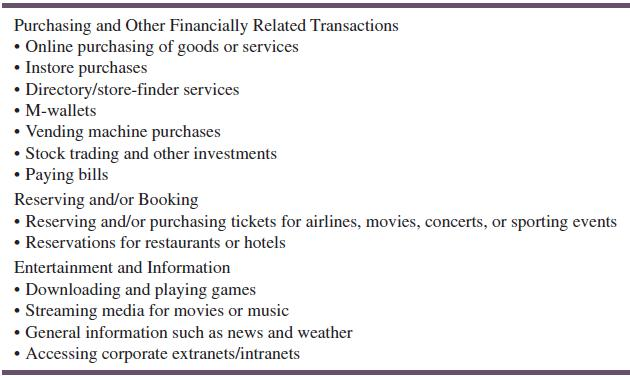 Purchasing and Other Financially Related Transactions
• Online purchasing of goods or services
• Instore purchases
• Directory/store-finder services
• M-wallets
• Vending machine purchases
• Stock trading and other investments
• Paying bills
Reserving and/or Booking
• Reserving and/or purchasing tickets for airlines, movies, concerts, or sporting events
• Reservations for restaurants or hotels
Entertainment and Information
• Downloading and playing games
• Streaming media for movies or music
• General information such as news and weather
• Accessing corporate extranets/intranets